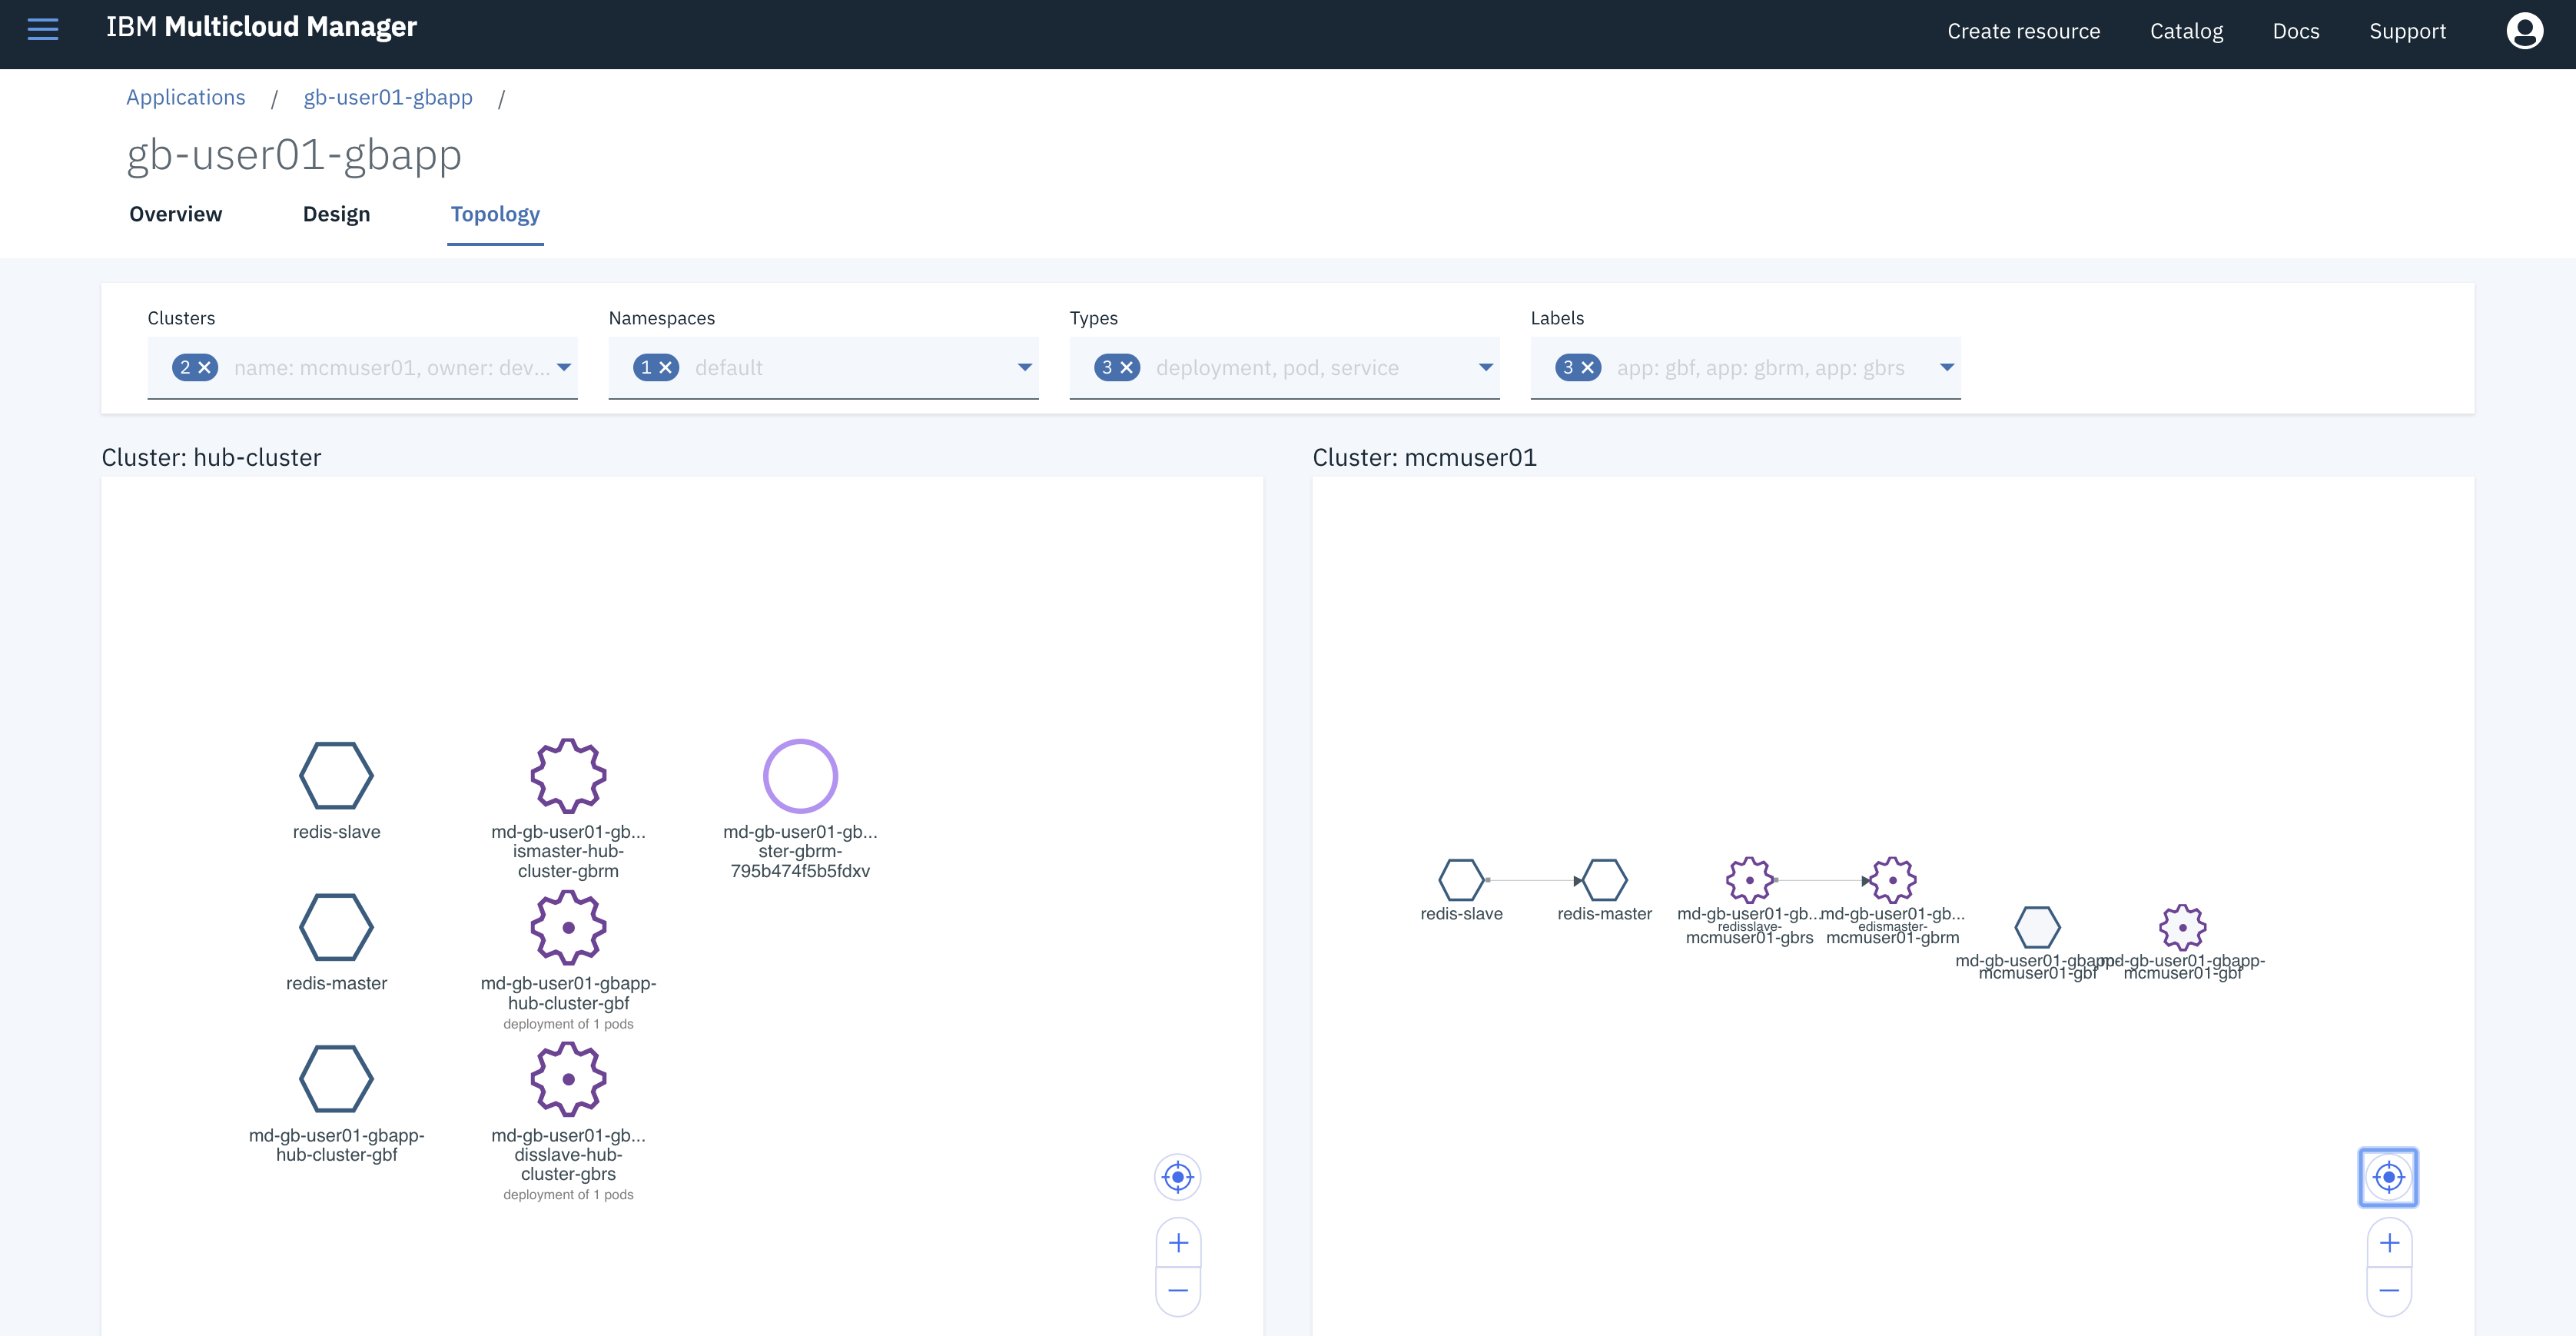 IBM Multicloud Manager
Create resource
Catalog
Docs
Support
Applications / gb-user01-gbapp /
gb-user01-gbapp
Overview
Design
Topology
Clusters
2 × name: mcmuser01, owner: dev...
Namespaces
1 × default
Types
3 × deployment, pod, service
Labels
3 × app: gbf, app: gbrm, app: gbrs
Cluster: hub-cluster
redis-slave
md-gb-user01-gb...
ismaster-hub-
cluster-gbrm
md-gb-user01-gb...
ster-gbrm-
795b474f5b5fdxv
redis-master
md-gb-user01-gbapp-
hub-cluster-gbf
deployment of 1 pods
md-gb-user01-gbapp-
hub-cluster-gbf
md-gb-user01-gb...
disslave-hub-
cluster-gbrs
deployment of 1 pods
Cluster: mcmuser01
redis-slave
redis-master
md-gb-user01-gb...
redisslave-
mcmuser01-gbrs
md-gb-user01-gb...
edismaster-
mcmuser01-gbrm
md-gb-user01-gbapp-
mcmuser01-gbf
md-gb-user01-gbapp-
mcmuser01-gbf